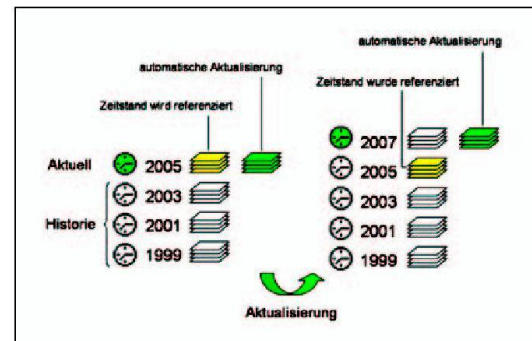 automatische Aktualisierung
Zeitstand wird referenziert
Aktuell 2005
2003
Historie 2001
1999
automatische Aktualisierung
Zeitstand wurde referenziert
2007
2005
2003
2001
1999
Aktualisierung